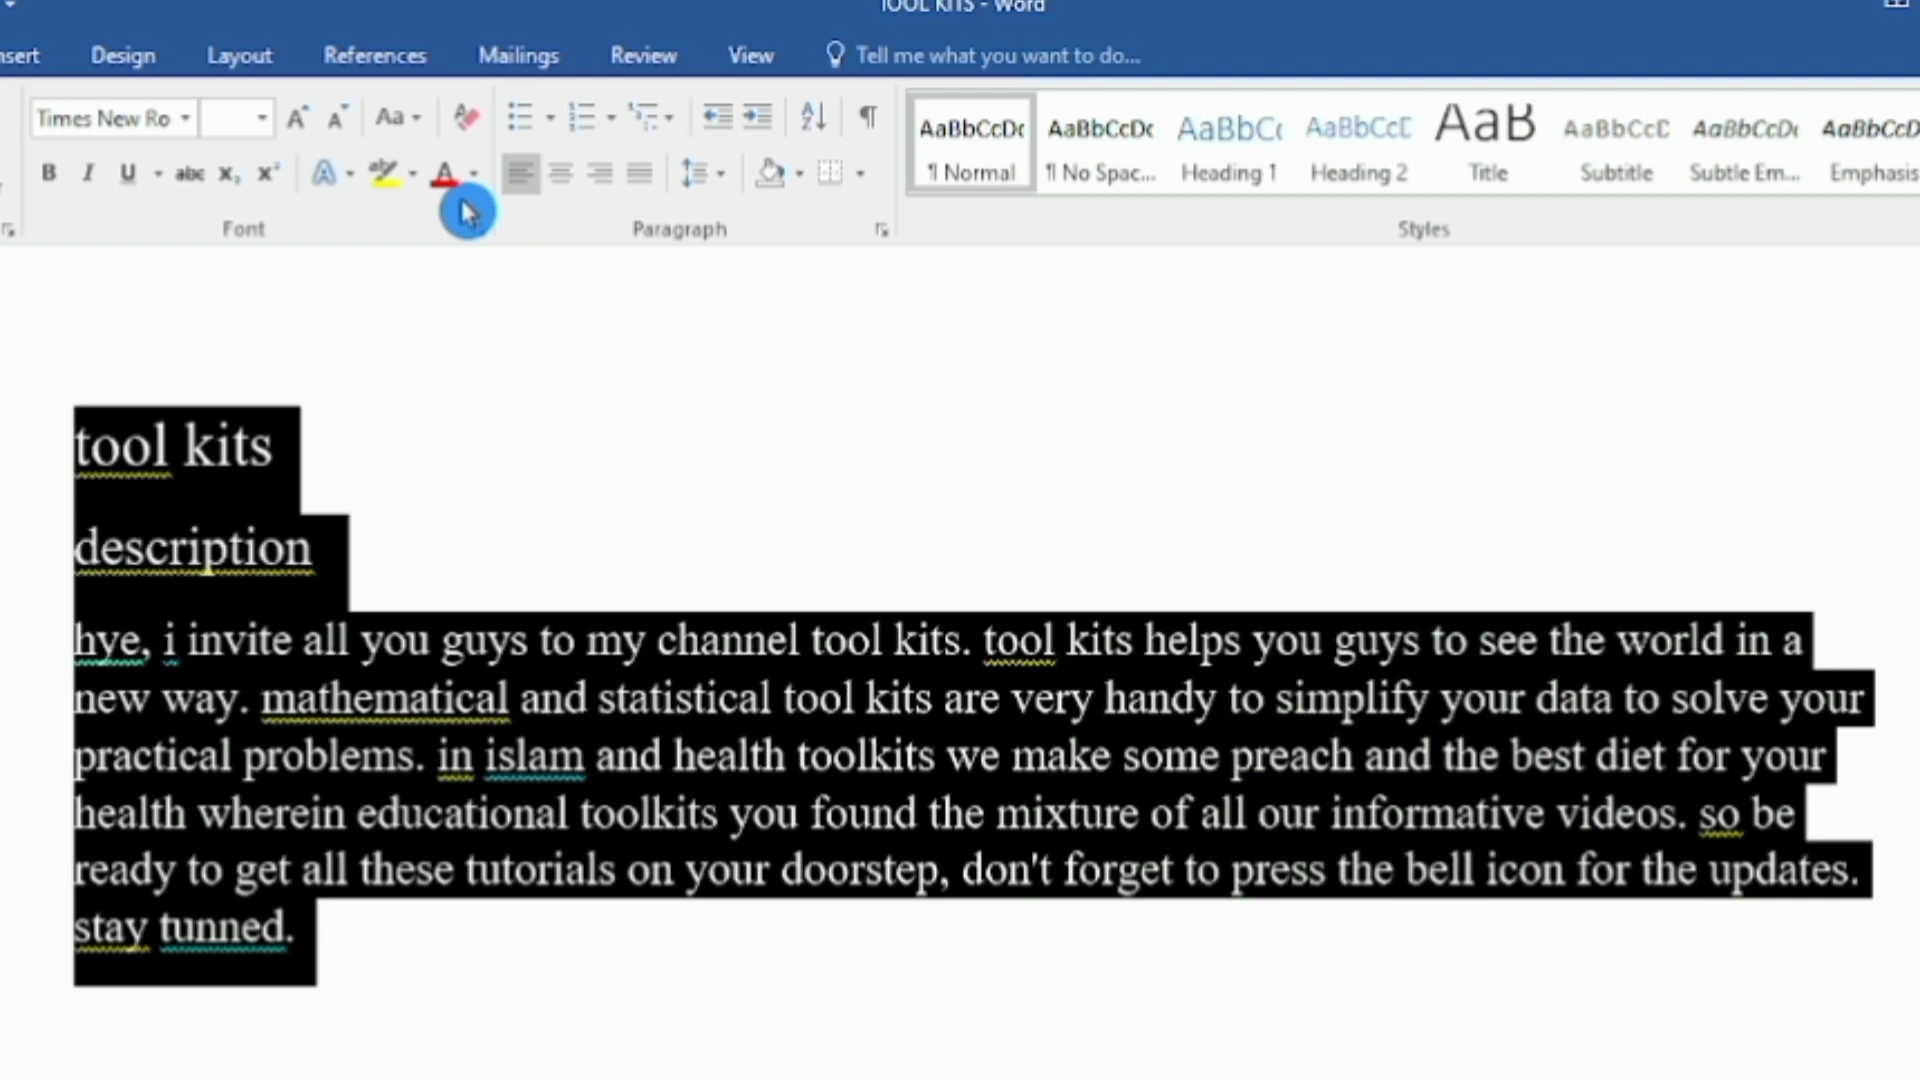 TOOL KITS - Word
nsert Design Layout References Mailings Review View Tell me what you want to do...
Times New Ro Aa AaBbCcDc AaBbCcDc AaBbC AaBbCcD AaB AaBbCcD AaBbCcDc AaBbCcD
B I U abc x₂ x² A A ¶ Normal ¶ No Spac... Heading 1 Heading 2 Title Subtitle Subtle Em... Emphasis
Font Paragraph Styles
tool kits
description
hye, i invite all you guys to my channel tool kits. tool kits helps you guys to see the world in a
new way. mathematical and statistical tool kits are very handy to simplify your data to solve your
practical problems. in islam and health toolkits we make some preach and the best diet for your
health wherein educational toolkits you found the mixture of all our informative videos. so be
ready to get all these tutorials on your doorstep, don't forget to press the bell icon for the updates.
stay tunned.